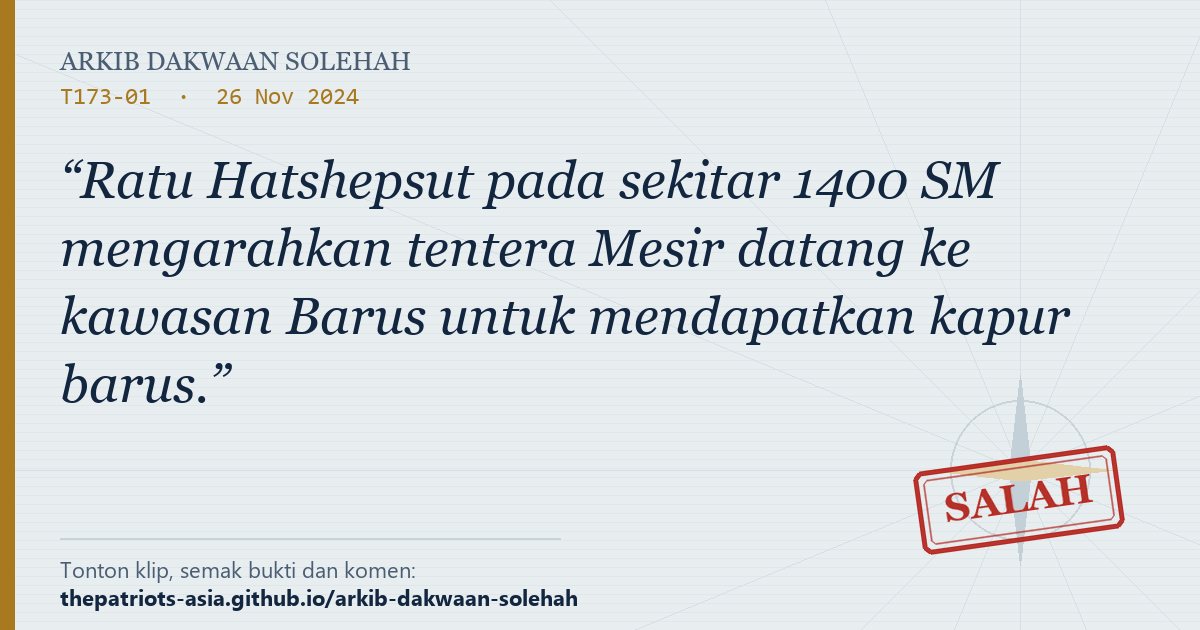 ARKIB DAKWAAN SOLEHAH
T173-01 · 26 Nov 2024
“Ratu Hatshepsut pada sekitar 1400 SM
mengarahkan tentera Mesir datang ke
kawasan Barus untuk mendapatkan kapur
barus.”
SALAH
Tonton klip, semak bukti dan komen:
thepatriots-asia.github.io/arkib-dakwaan-solehah